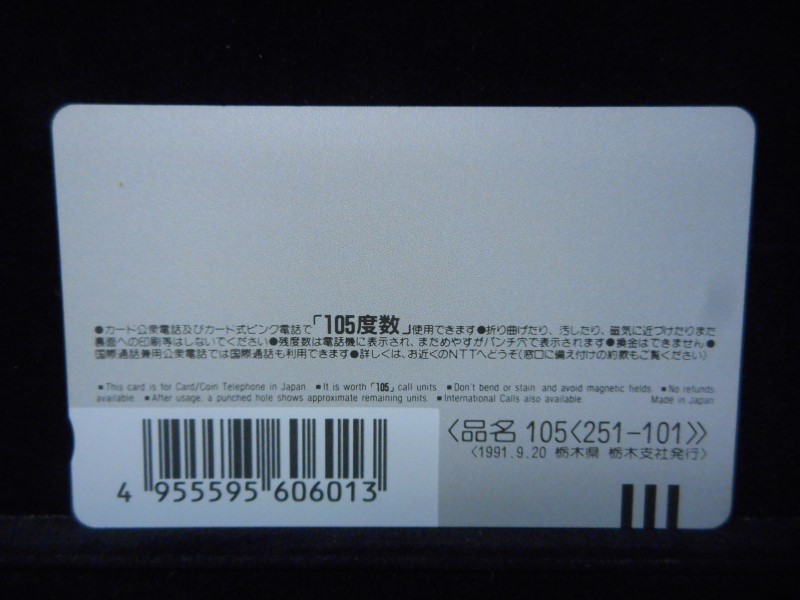 ●カード公衆電話及びカード式ピンク電話で「105度数」使用できます●折り曲げたり、汚したり、磁気に近づけたりまた
裏面への印刷等はしないでください●残度数は電話機に表示され、まためやすがパンチ穴で表示されます●換金はできません●
国際通話兼用公衆電話では国際通話も利用できます●詳しくは、お近くのNTTへどうぞ(窓口に備え付けの約款もご覧ください)
■This card is for Card/Coin Telephone in Japan. ■It is worth「105」call units. ■Don't bend or stain and avoid magnetic fields. ■No refunds
available. ■After usage, a punched hole shows approximate remaining units. ■International Calls also available. Made in Japan
〈品名 105〈251-101〉〉
〈1991.9.20 栃木県 栃木支社発行〉
4 955595 606013